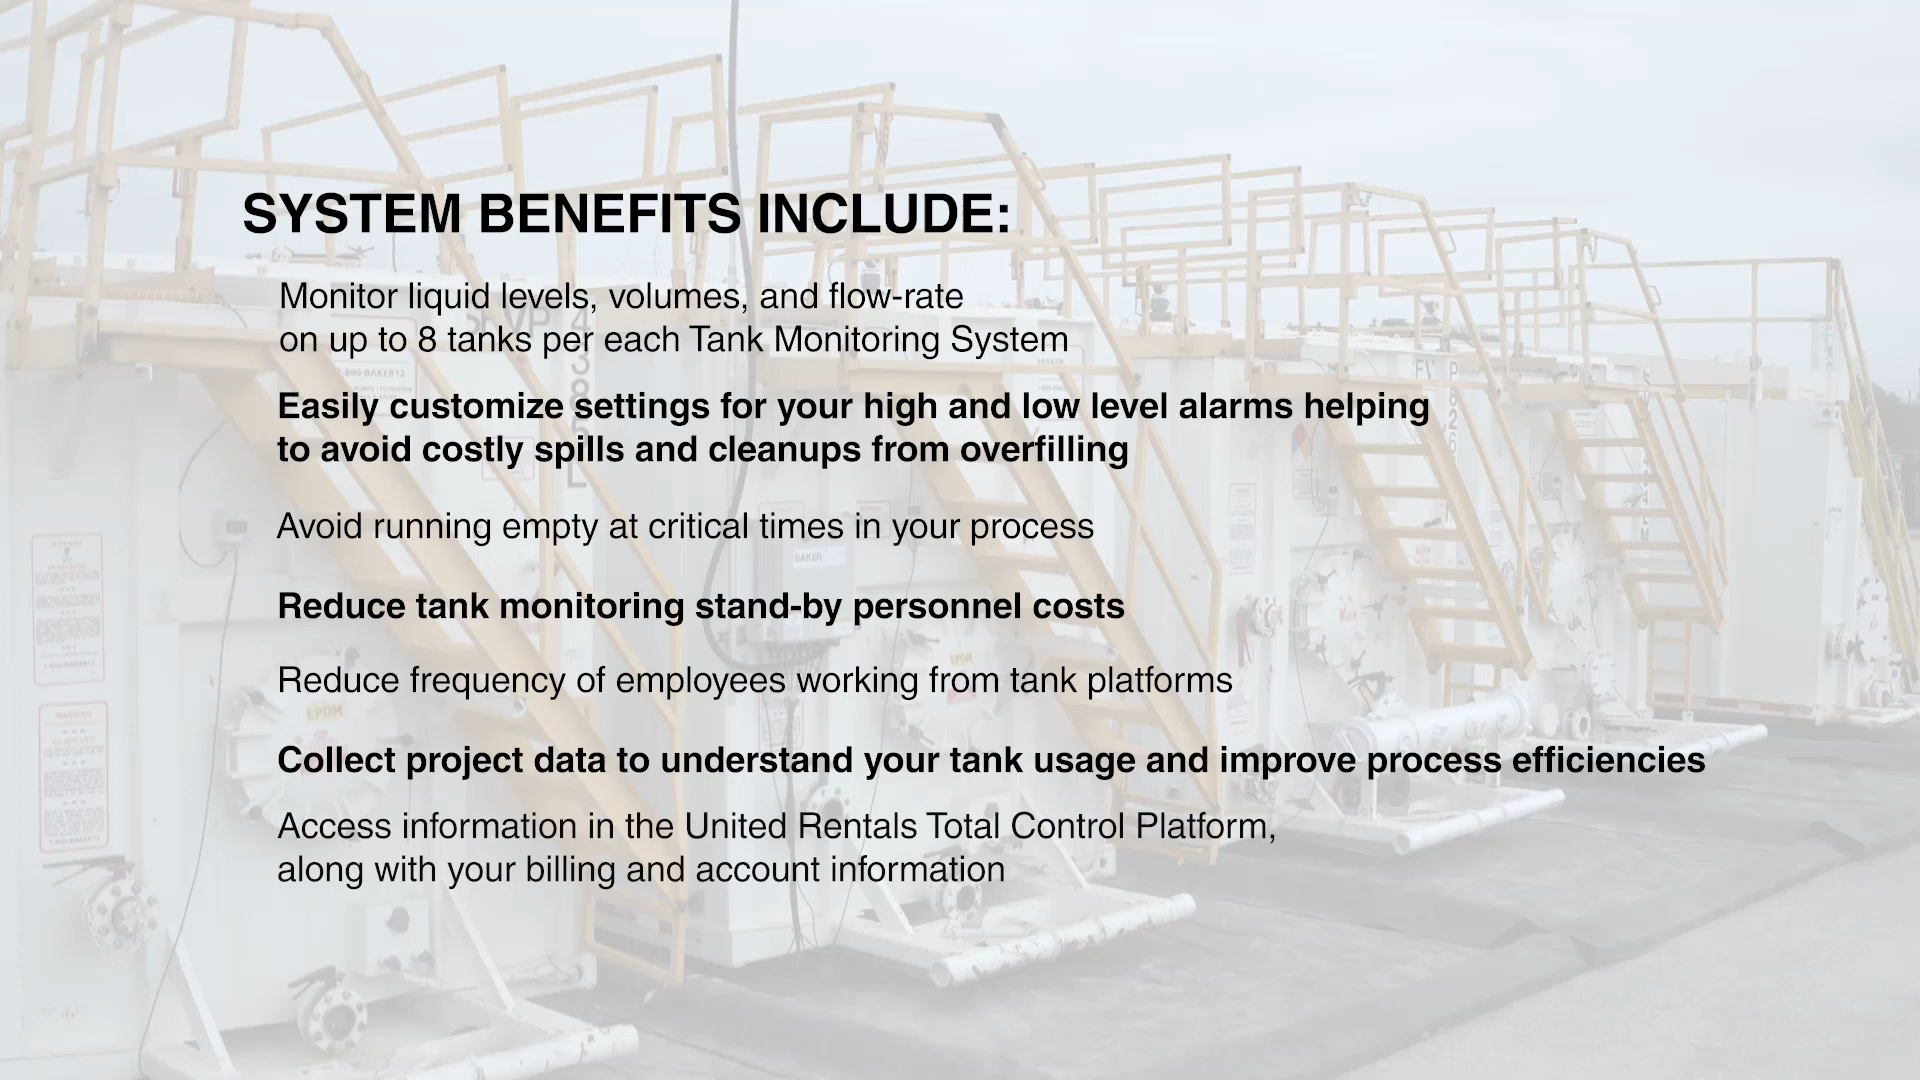 SYSTEM BENEFITS INCLUDE:
Monitor liquid levels, volumes, and flow-rate
on up to 8 tanks per each Tank Monitoring System
Easily customize settings for your high and low level alarms helping
to avoid costly spills and cleanups from overfilling
Avoid running empty at critical times in your process
Reduce tank monitoring stand-by personnel costs
Reduce frequency of employees working from tank platforms
Collect project data to understand your tank usage and improve process efficiencies
Access information in the United Rentals Total Control Platform,
along with your billing and account information
BAKER
EPDM
EPDM